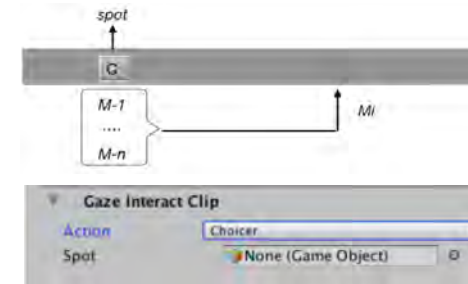 spot
G
M-1
....
M-n
Mi
Gaze Interact Clip
Action
Choicer
Spot
None (Game Object)